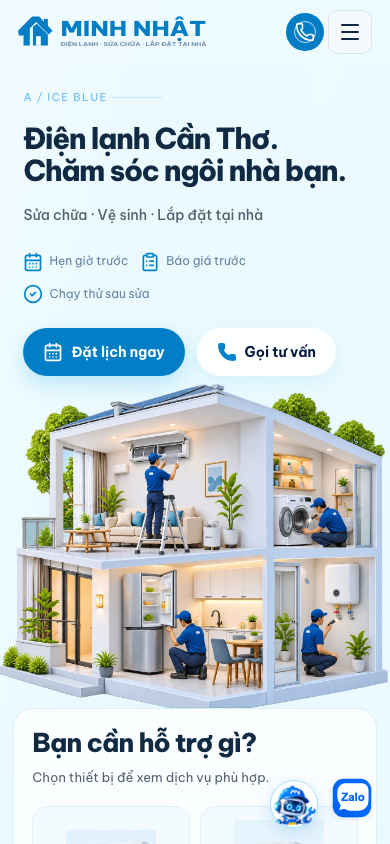 MINH NHẬT
ĐIỆN LẠNH · SỬA CHỮA · LẮP ĐẶT TẠI NHÀ
A / ICE BLUE
Điện lạnh Cần Thơ.
Chăm sóc ngôi nhà bạn.
Sửa chữa · Vệ sinh · Lắp đặt tại nhà
Hẹn giờ trước
Báo giá trước
Chạy thử sau sửa
Đặt lịch ngay
Gọi tư vấn
Bạn cần hỗ trợ gì?
Chọn thiết bị để xem dịch vụ phù hợp.
Zalo